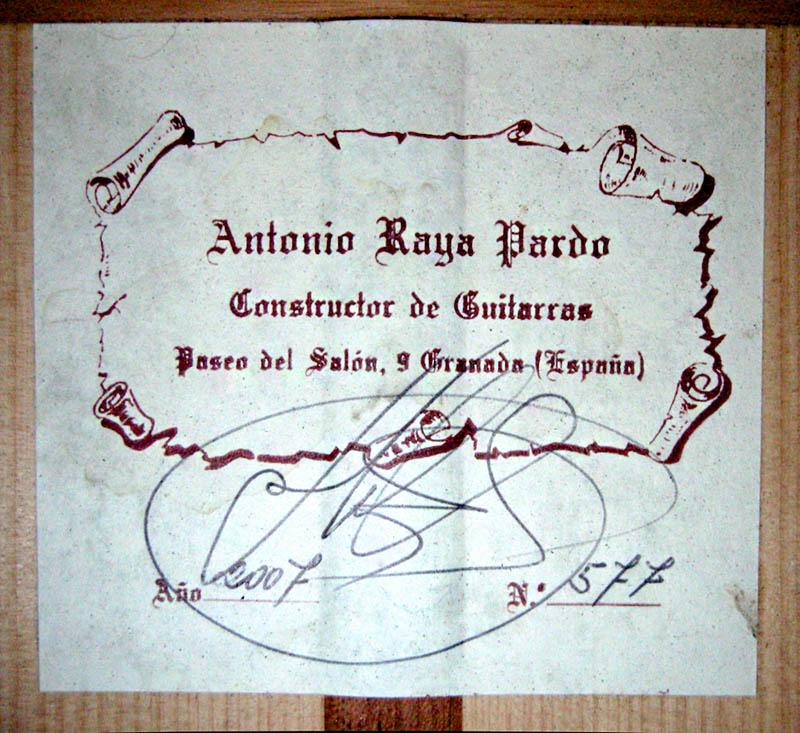 Antonio Raya Pardo
Constructor de Guitarras
Paseo del Salón, 9 Granada (España)
Año 2007 N.º 577